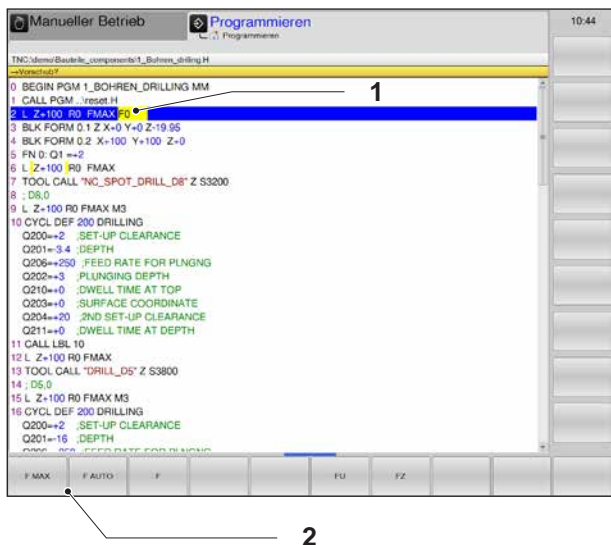 Manueller Betrieb
Programmieren
Programmieren
10:44
TNC:\demo\Bauteile_components\1_Bohren_drilling.H
→Vorschub?
1
0 BEGIN PGM 1_BOHREN_DRILLING MM
1 CALL PGM ..\reset.H
2 L Z+100 R0 FMAX F0
3 BLK FORM 0.1 Z X+0 Y+0 Z-19.95
4 BLK FORM 0.2 X+100 Y+100 Z+0
5 FN 0: Q1 =+2
6 L Z+100 R0 FMAX
7 TOOL CALL "NC_SPOT_DRILL_D8" Z S3200
8 ; D8,0
9 L Z+100 R0 FMAX M3
10 CYCL DEF 200 DRILLING
Q200=+2 ;SET-UP CLEARANCE
Q201=-3.4 ;DEPTH
Q206=+250 ;FEED RATE FOR PLNGNG
Q202=+3 ;PLUNGING DEPTH
Q210=+0 ;DWELL TIME AT TOP
Q203=+0 ;SURFACE COORDINATE
Q204=+20 ;2ND SET-UP CLEARANCE
Q211=+0 ;DWELL TIME AT DEPTH
11 CALL LBL 10
12 L Z+100 R0 FMAX
13 TOOL CALL "DRILL_D5" Z S3800
14 ; D5,0
15 L Z+100 R0 FMAX M3
16 CYCL DEF 200 DRILLING
Q200=+2 ;SET-UP CLEARANCE
Q201=-16 ;DEPTH
F MAX F AUTO F FU FZ
2